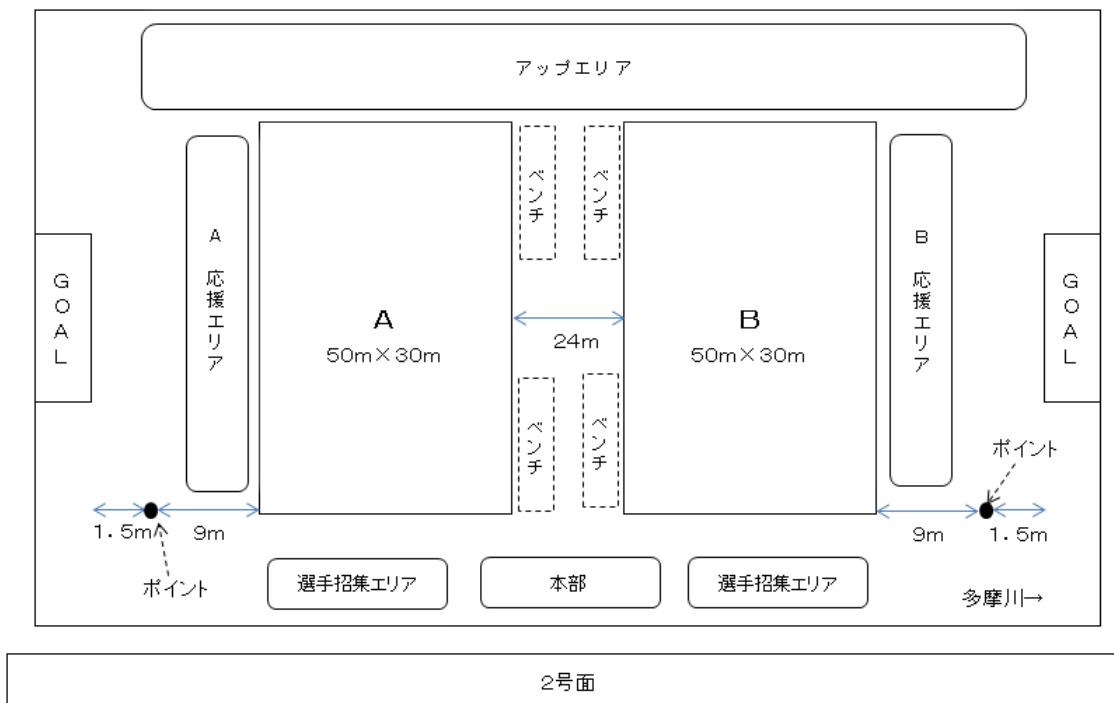 アップエリア
ベンチ
ベンチ
A 応援エリア
B 応援エリア
GOAL
GOAL
A
50m×30m
24m
B
50m×30m
ベンチ
ベンチ
ポイント
1.5m
9m
9m
1.5m
ポイント
選手招集エリア
本部
選手招集エリア
多摩川→
2号面